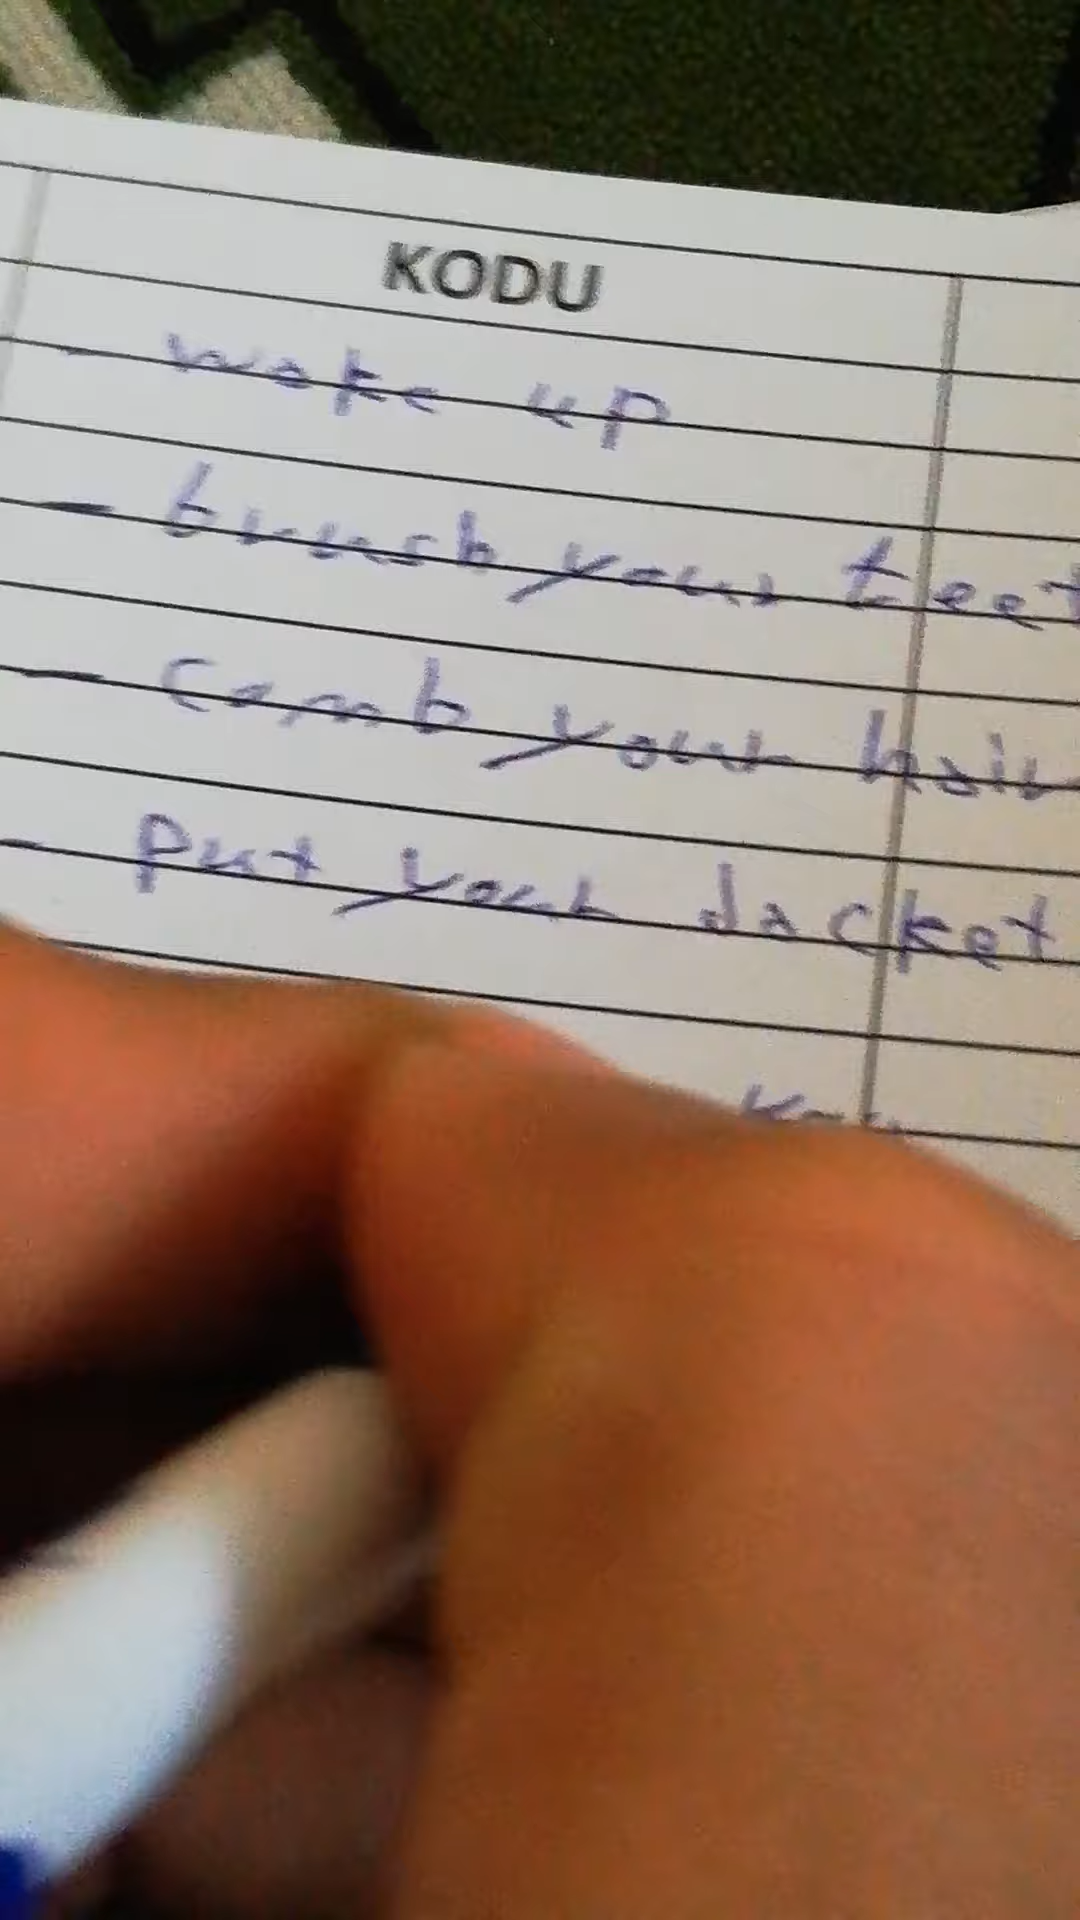 KODU
- wake up
- brush your teet
- comb your hair
- put your Jacket